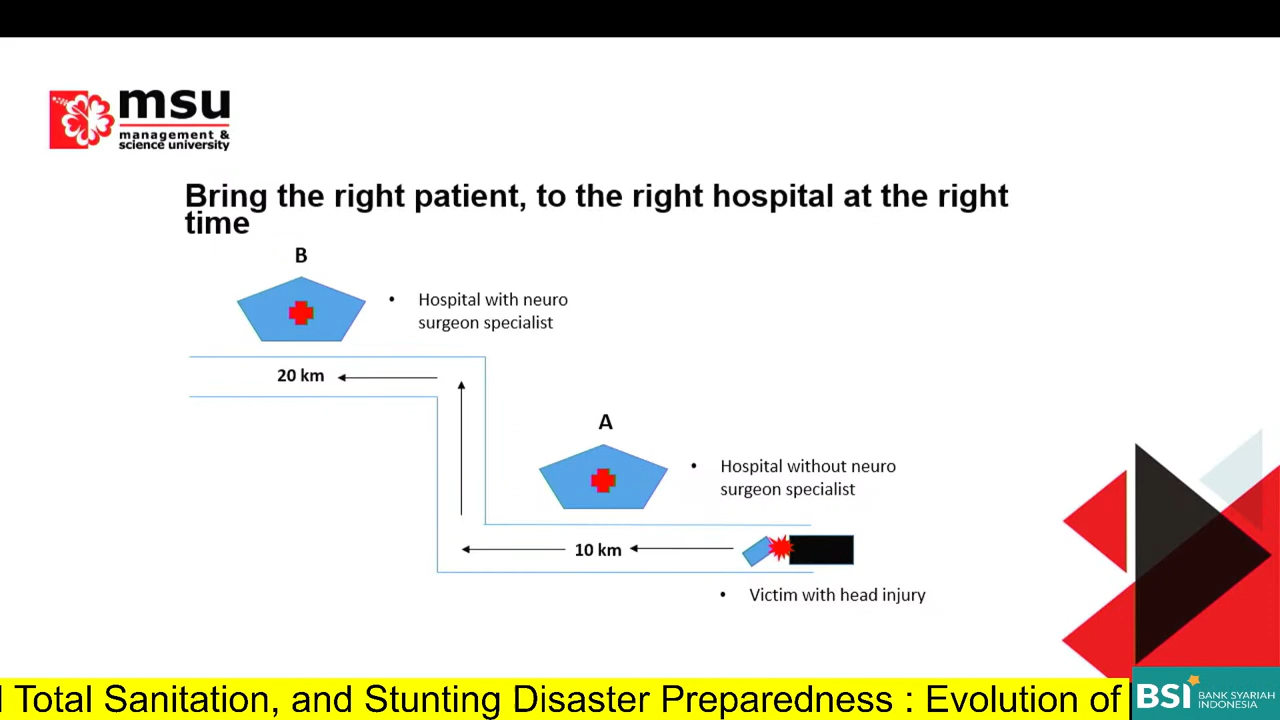 msu
management &
science university
Bring the right patient, to the right hospital at the right
time
B
• Hospital with neuro
surgeon specialist
20 km
A
• Hospital without neuro
surgeon specialist
10 km
• Victim with head injury
Total Sanitation, and Stunting Disaster Preparedness : Evolution of
BSI BANK SYARIAH
INDONESIA